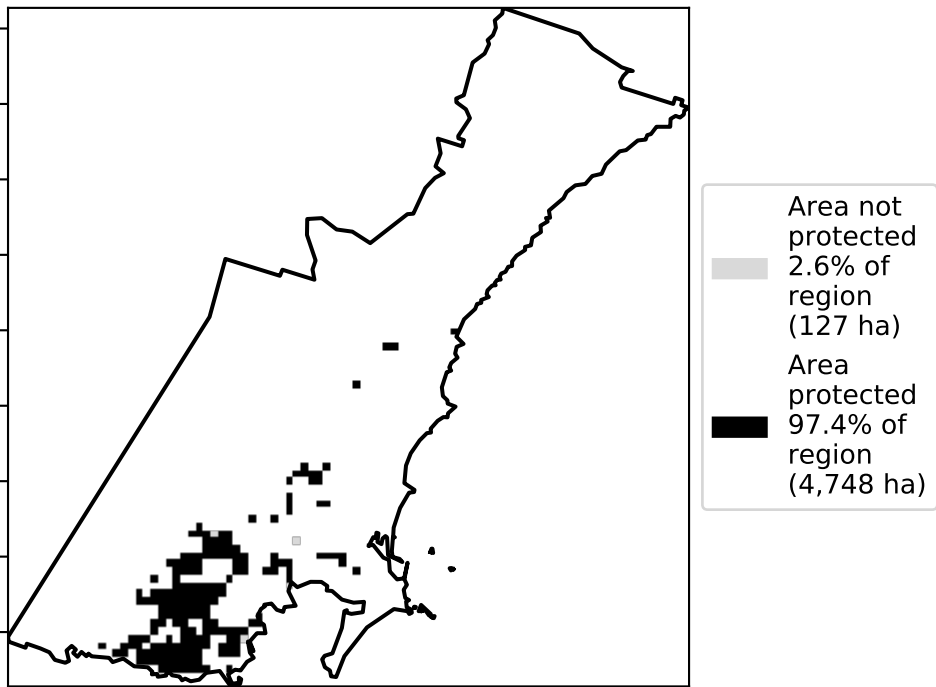 Area not
protected
2.6% of
region
(127 ha)
Area
protected
97.4% of
region
(4,748 ha)